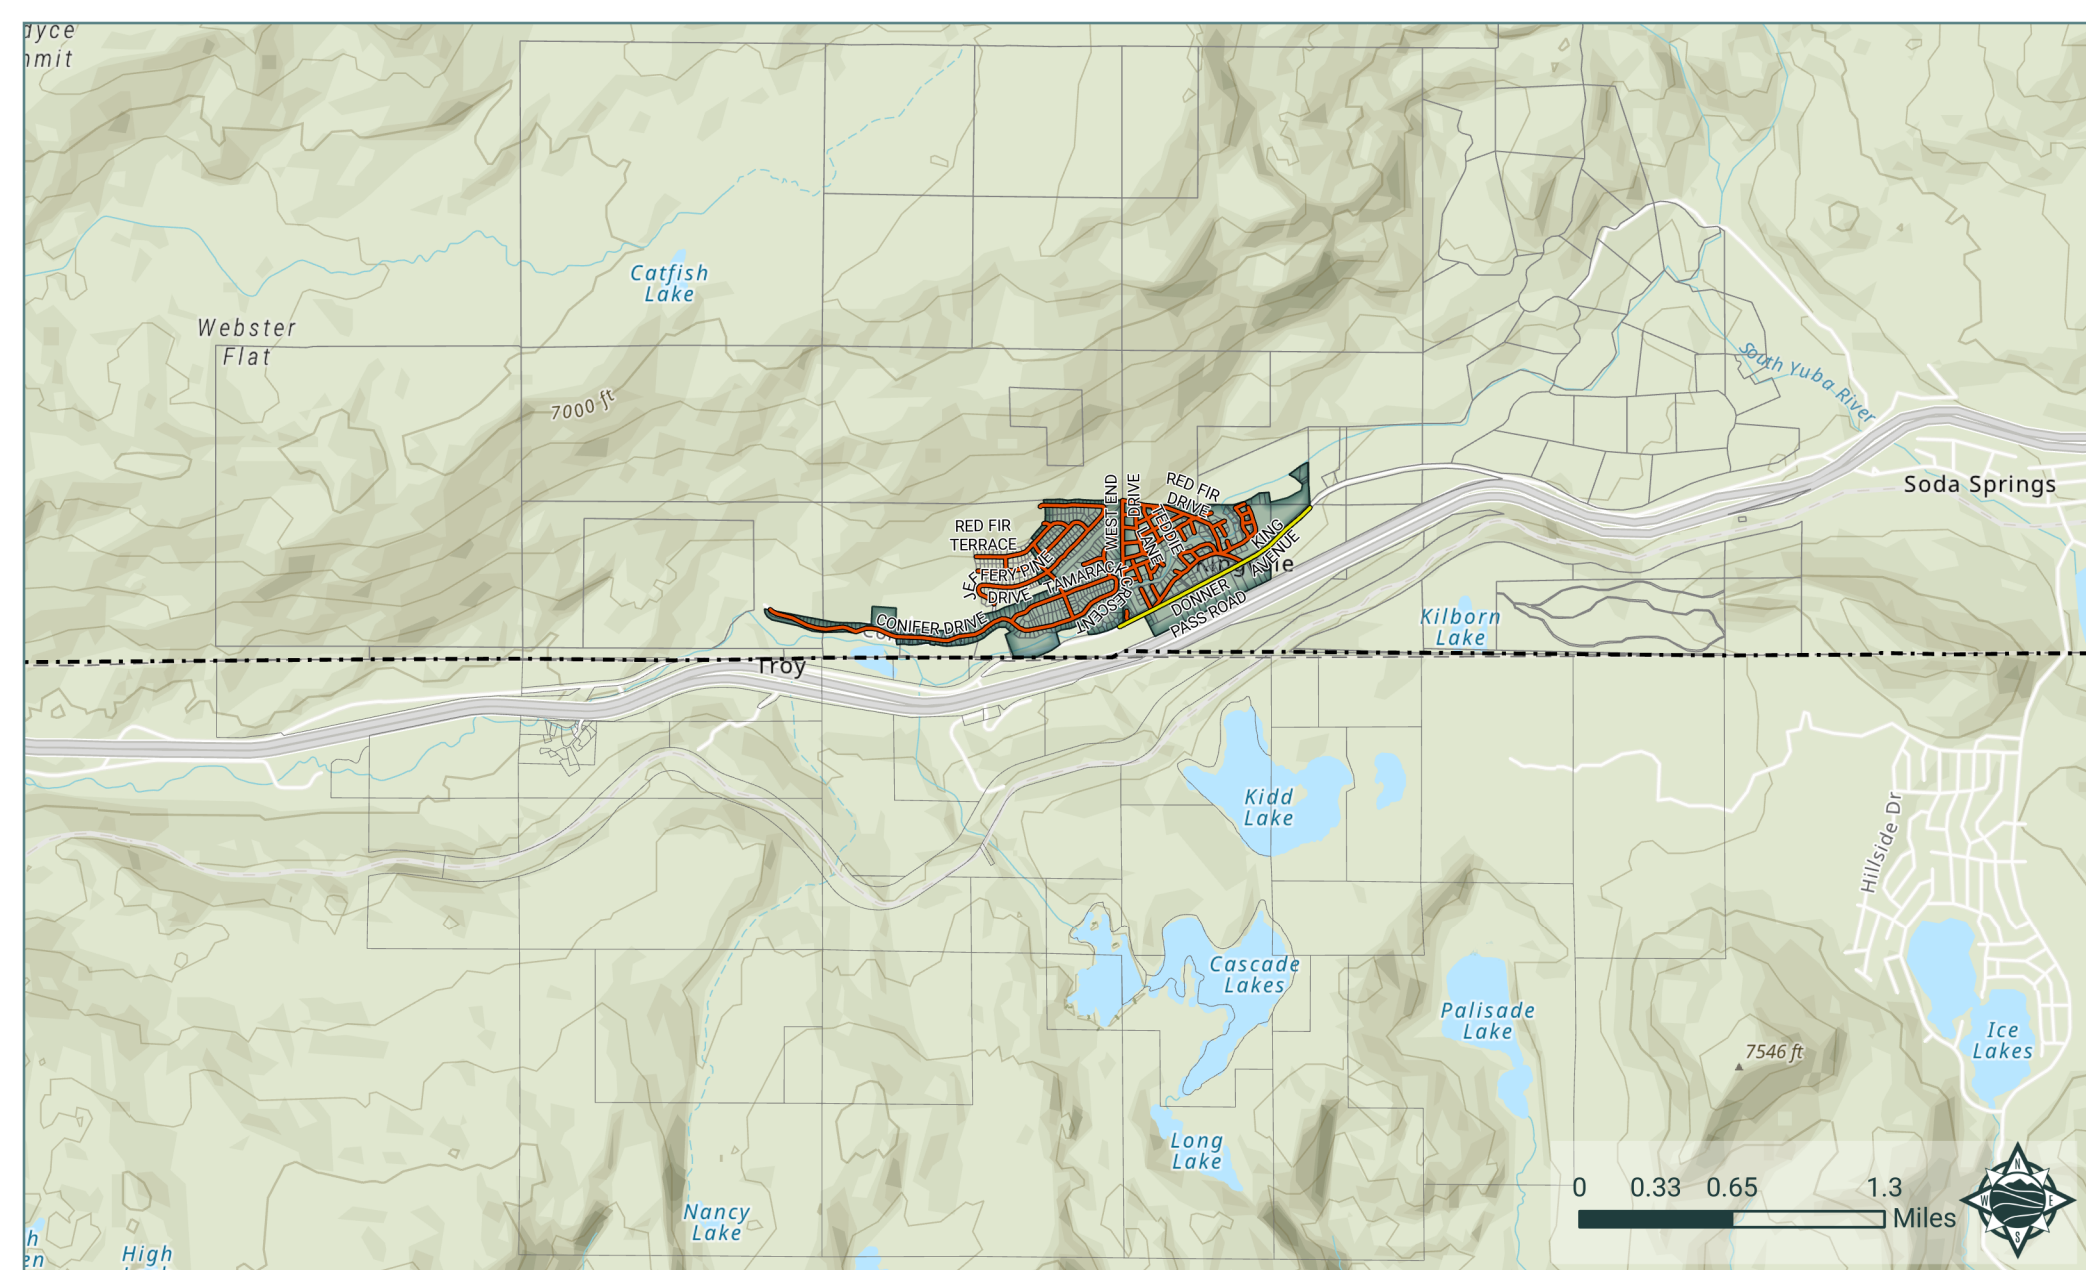 Catfish
Lake
Webster
Flat
7000 ft
South Yuba River
Soda Springs
RED FIR
DRIVE
WEST END
DRIVE
TEDDIE
LANE
RED FIR
TERRACE
JEFFERY PINE
DRIVE
TAMARACK
CRESCENT
KING
AVENUE
DONNER
PASS ROAD
CONIFER DRIVE
Troy
Kilborn
Lake
Kidd
Lake
Hillside Dr
Cascade
Lakes
Palisade
Lake
Ice
Lakes
7546 ft
Long
Lake
Nancy
Lake
High
0 0.33 0.65 1.3
Miles
N
W E
S